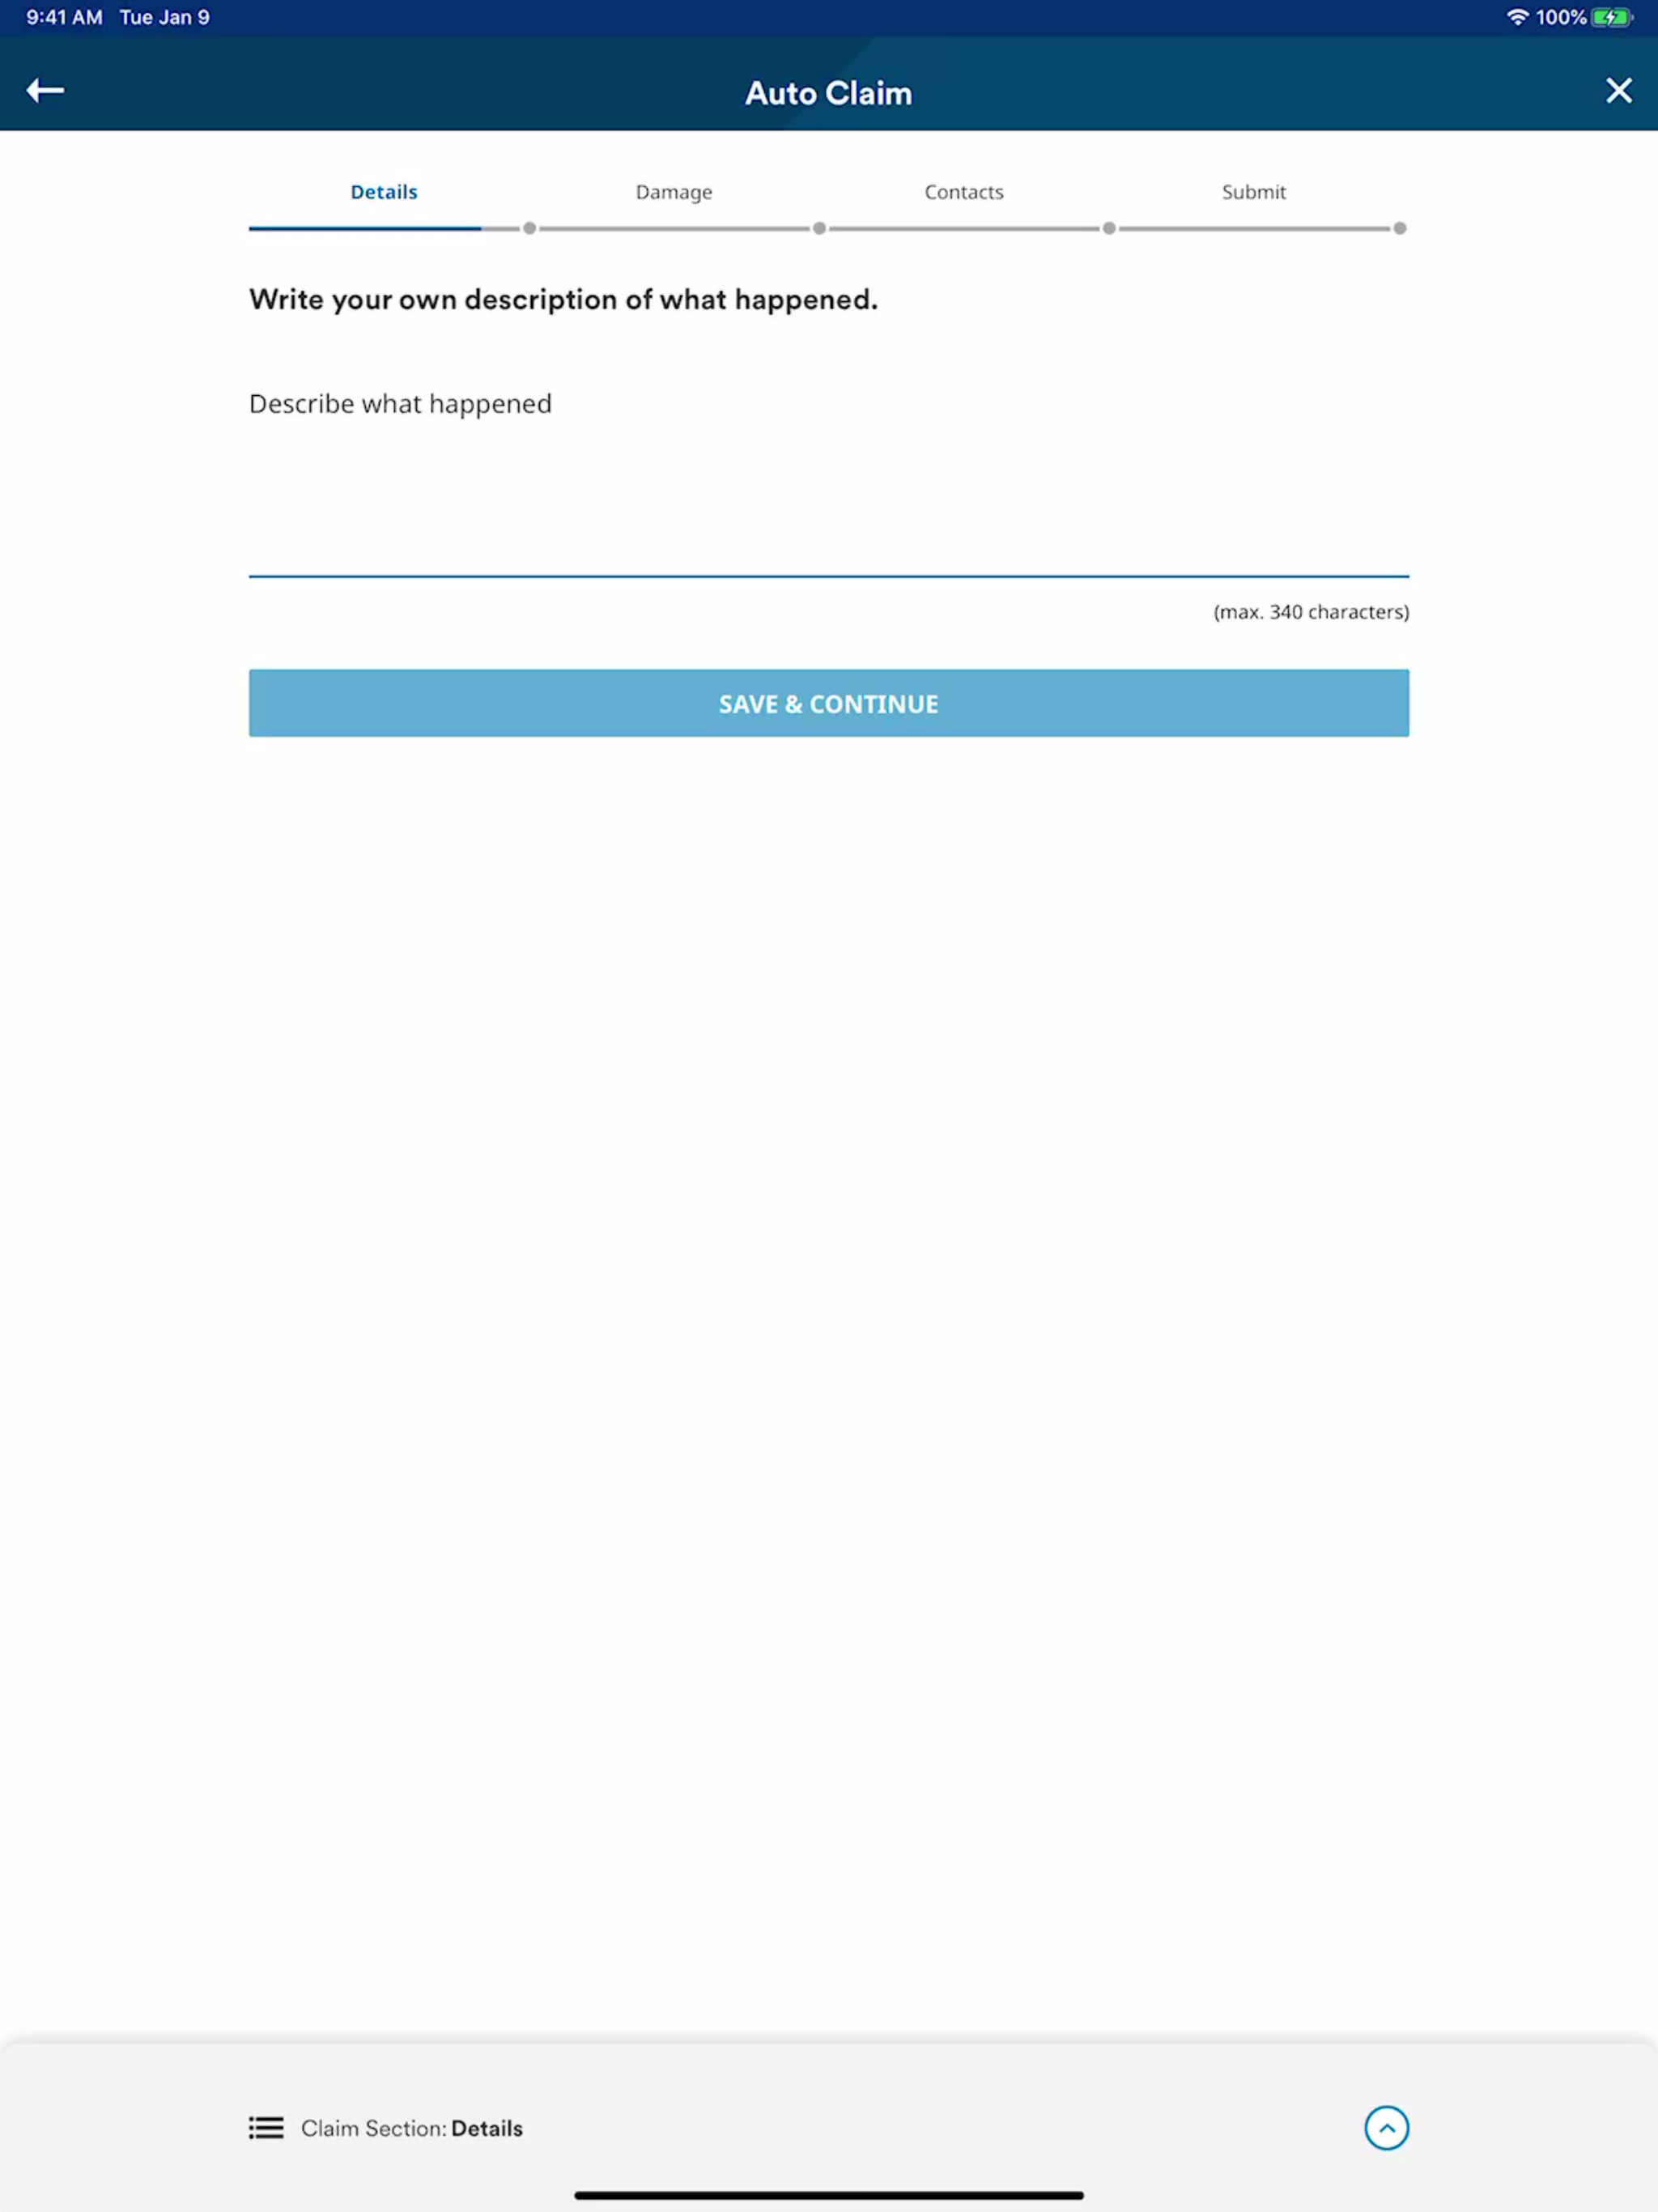 9:41 AM Tue Jan 9
100%
Auto Claim
Details
Damage
Contacts
Submit
Write your own description of what happened.
Describe what happened
(max. 340 characters)
SAVE & CONTINUE
Claim Section: Details